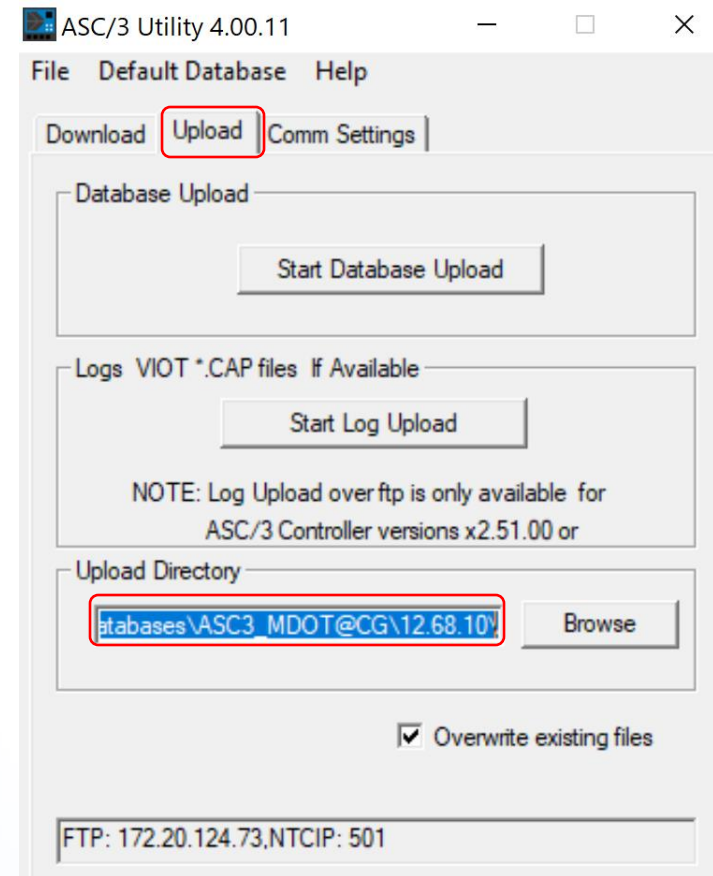 ASC/3 Utility 4.00.11
File Default Database Help
Download Upload Comm Settings
Database Upload
Start Database Upload
Logs VIOT *.CAP files If Available
Start Log Upload
NOTE: Log Upload over ftp is only available for
ASC/3 Controller versions x2.51.00 or
Upload Directory
atabases\ASC3_MDOT@CG\12.68.10\
Browse
Overwrite existing files
FTP: 172.20.124.73,NTCIP: 501